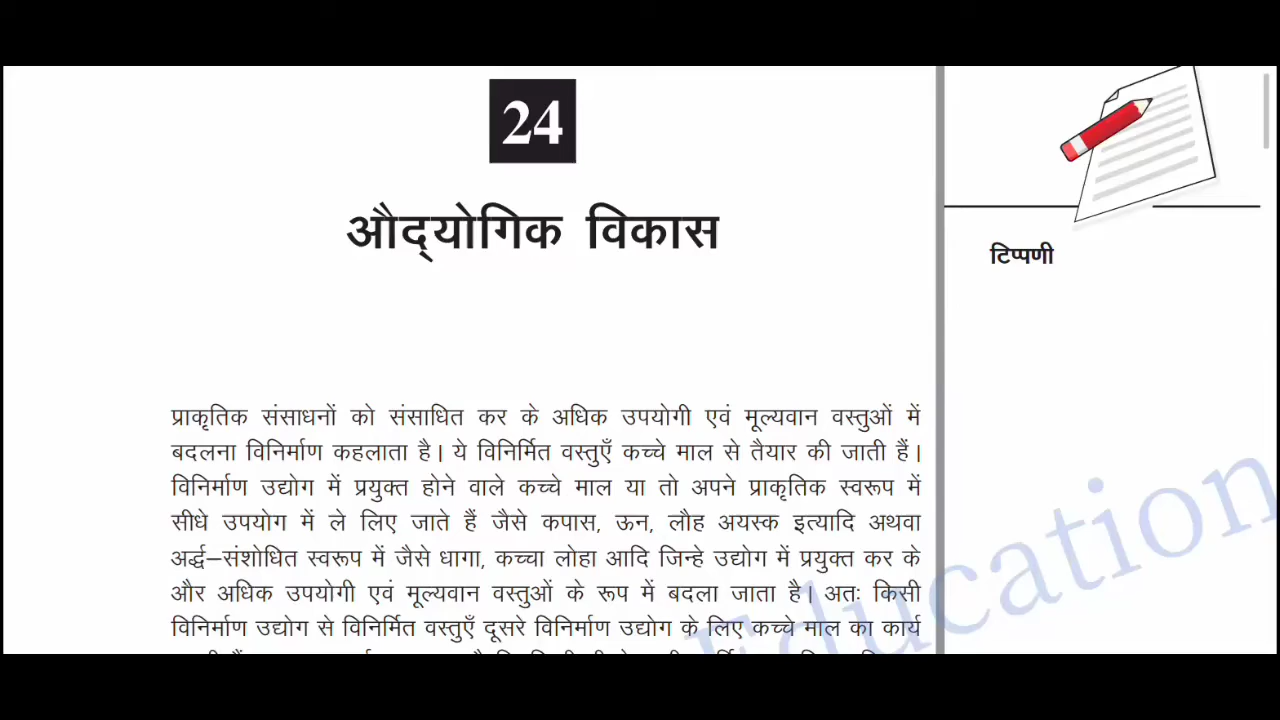 24
औद्योगिक विकास
टिप्पणी
प्राकृतिक संसाधनों को संसाधित कर के अधिक उपयोगी एवं मूल्यवान वस्तुओं में
बदलना विनिर्माण कहलाता है। ये विनिर्मित वस्तुएँ कच्चे माल से तैयार की जाती हैं।
विनिर्माण उद्योग में प्रयुक्त होने वाले कच्चे माल या तो अपने प्राकृतिक स्वरूप में
सीधे उपयोग में ले लिए जाते हैं जैसे कपास, ऊन, लौह अयस्क इत्यादि अथवा
अर्द्ध–संशोधित स्वरूप में जैसे धागा, कच्चा लोहा आदि जिन्हे उद्योग में प्रयुक्त कर के
और अधिक उपयोगी एवं मूल्यवान वस्तुओं के रूप में बदला जाता है। अतः किसी
विनिर्माण उद्योग से विनिर्मित वस्तुएँ दूसरे विनिर्माण उद्योग के लिए कच्चे माल का कार्य
Education